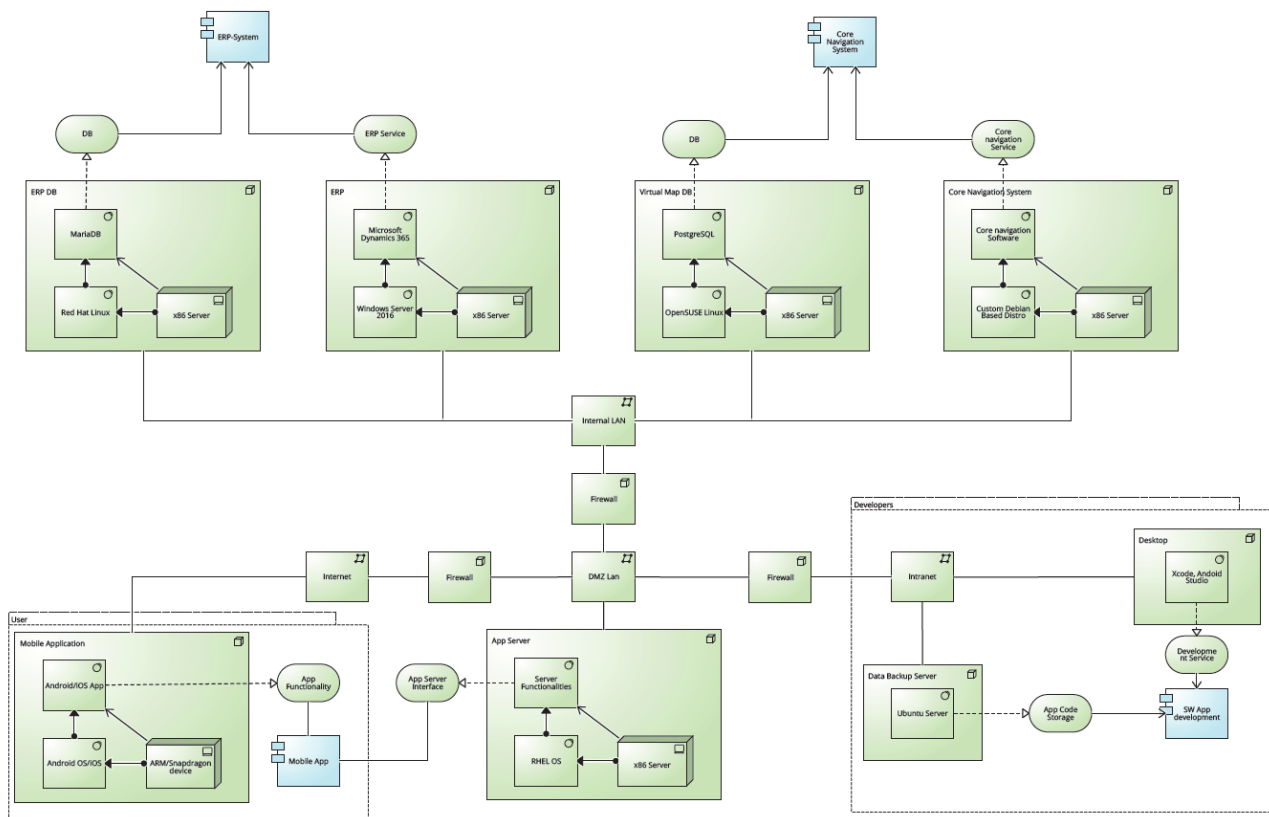 ERP-System
Core
Navigation
System
DB
ERP Service
DB
Core
navigation
Service
ERP DB
ERP
Virtual Map DB
Core Navigation System
MariaDB
Microsoft
Dynamics 365
PostgreSQL
Core navigation
Software
Red Hat Linux
x86 Server
Windows Server
2016
x86 Server
OpenSUSE Linux
x86 Server
Custom Debian
Based Distro
x86 Server
Internal LAN
Firewall
Developers
Desktop
Internet
Firewall
DMZ Lan
Firewall
Intranet
Xcode, Andoid
Studio
User
Mobile Application
App Server
Developme
nt Service
Data Backup Server
Android/iOS App
App
Functionality
App Server
Interface
Server
Functionalities
Ubuntu Server
App Code
Storage
SW App
development
Android OS/iOS
ARM/Snapdragon
device
Mobile App
RHEL OS
x86 Server